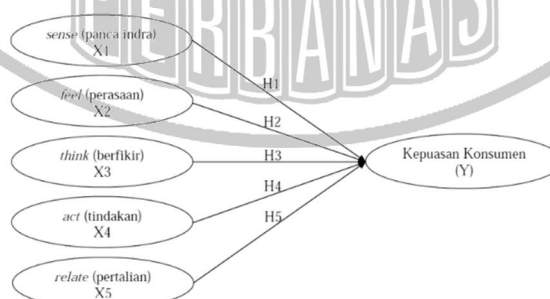 PERBANAS
sense (panca indra)
X1
feel (perasaan)
X2
think (berfikir)
X3
act (tindakan)
X4
relate (pertalian)
X5
H1
H2
H3
H4
H5
Kepuasan Konsumen
(Y)